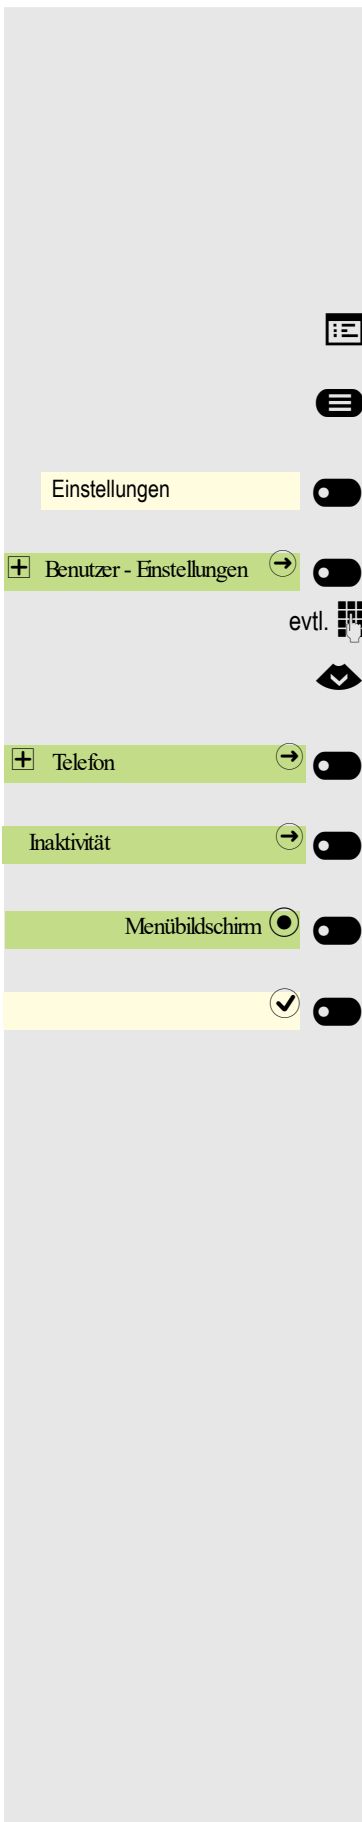 Einstellungen
Benutzer - Einstellungen
evtl.
Telefon
Inaktivität
Menübildschirm